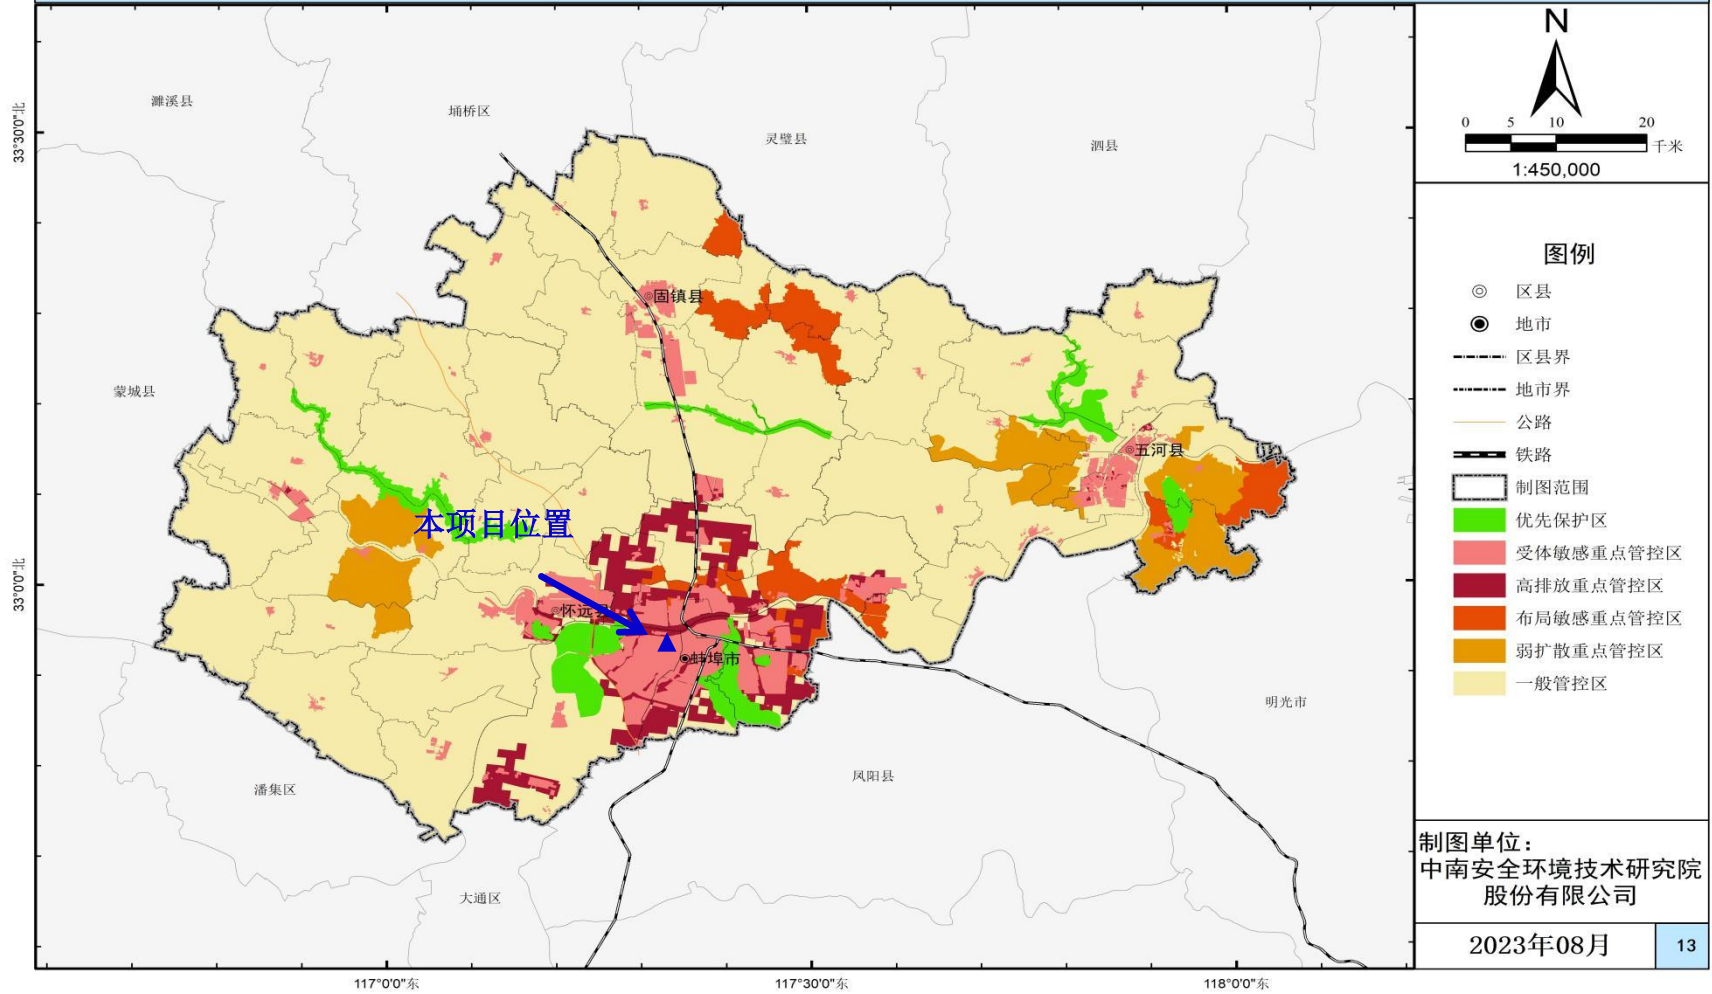 濉溪县
埇桥区
灵璧县
泗县
33°30'0"北
固镇县
蒙城县
五河县
本项目位置
33°0'0"北
怀远县
蚌埠市
明光市
潘集区
凤阳县
大通区
117°0'0"东
117°30'0"东
118°0'0"东
N
0 5 10 20
千米
1:450,000
图例
区县
地市
区县界
地市界
公路
铁路
制图范围
优先保护区
受体敏感重点管控区
高排放重点管控区
布局敏感重点管控区
弱扩散重点管控区
一般管控区
制图单位：
中南安全环境技术研究院
股份有限公司
2023年08月
13